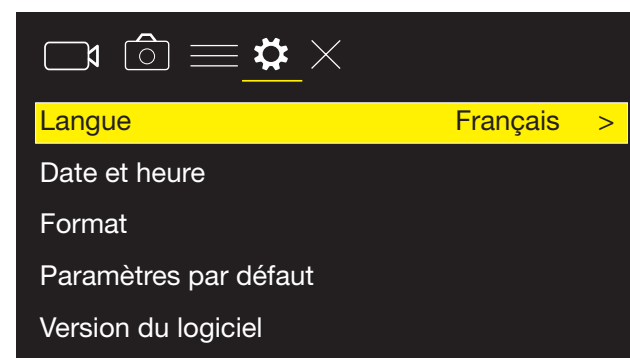 Langue Français >
Date et heure
Format
Paramètres par défaut
Version du logiciel